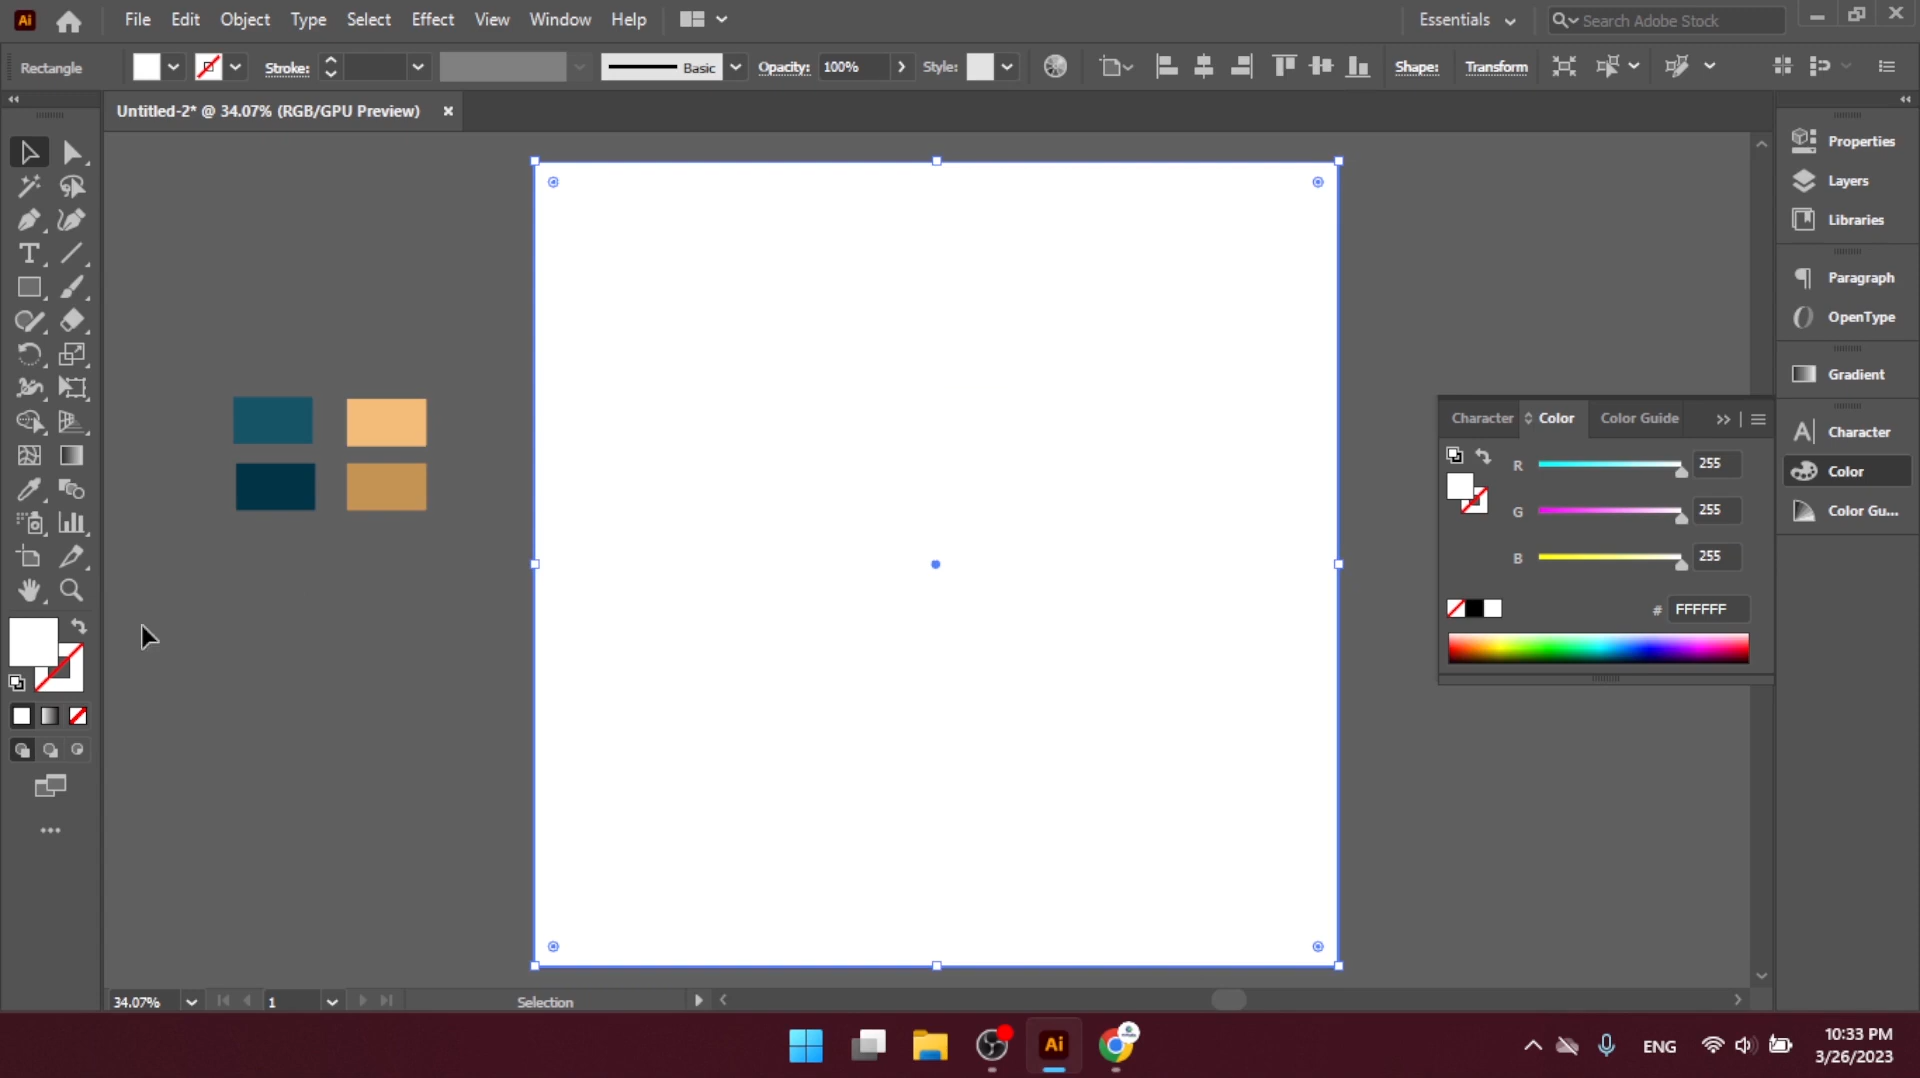 Ai File Edit Object Type Select Effect View Window Help Essentials Search Adobe Stock
Rectangle Stroke: Basic Opacity: 100% Style: Shape: Transform
Untitled-2* @ 34.07% (RGB/GPU Preview)
Properties
Layers
Libraries
Paragraph
OpenType
Gradient
Character
Color
Color Gu...
Character Color Color Guide
R 255
G 255
B 255
# FFFFFF
34.07% 1 Selection
Ai
ENG
10:33 PM
3/26/2023